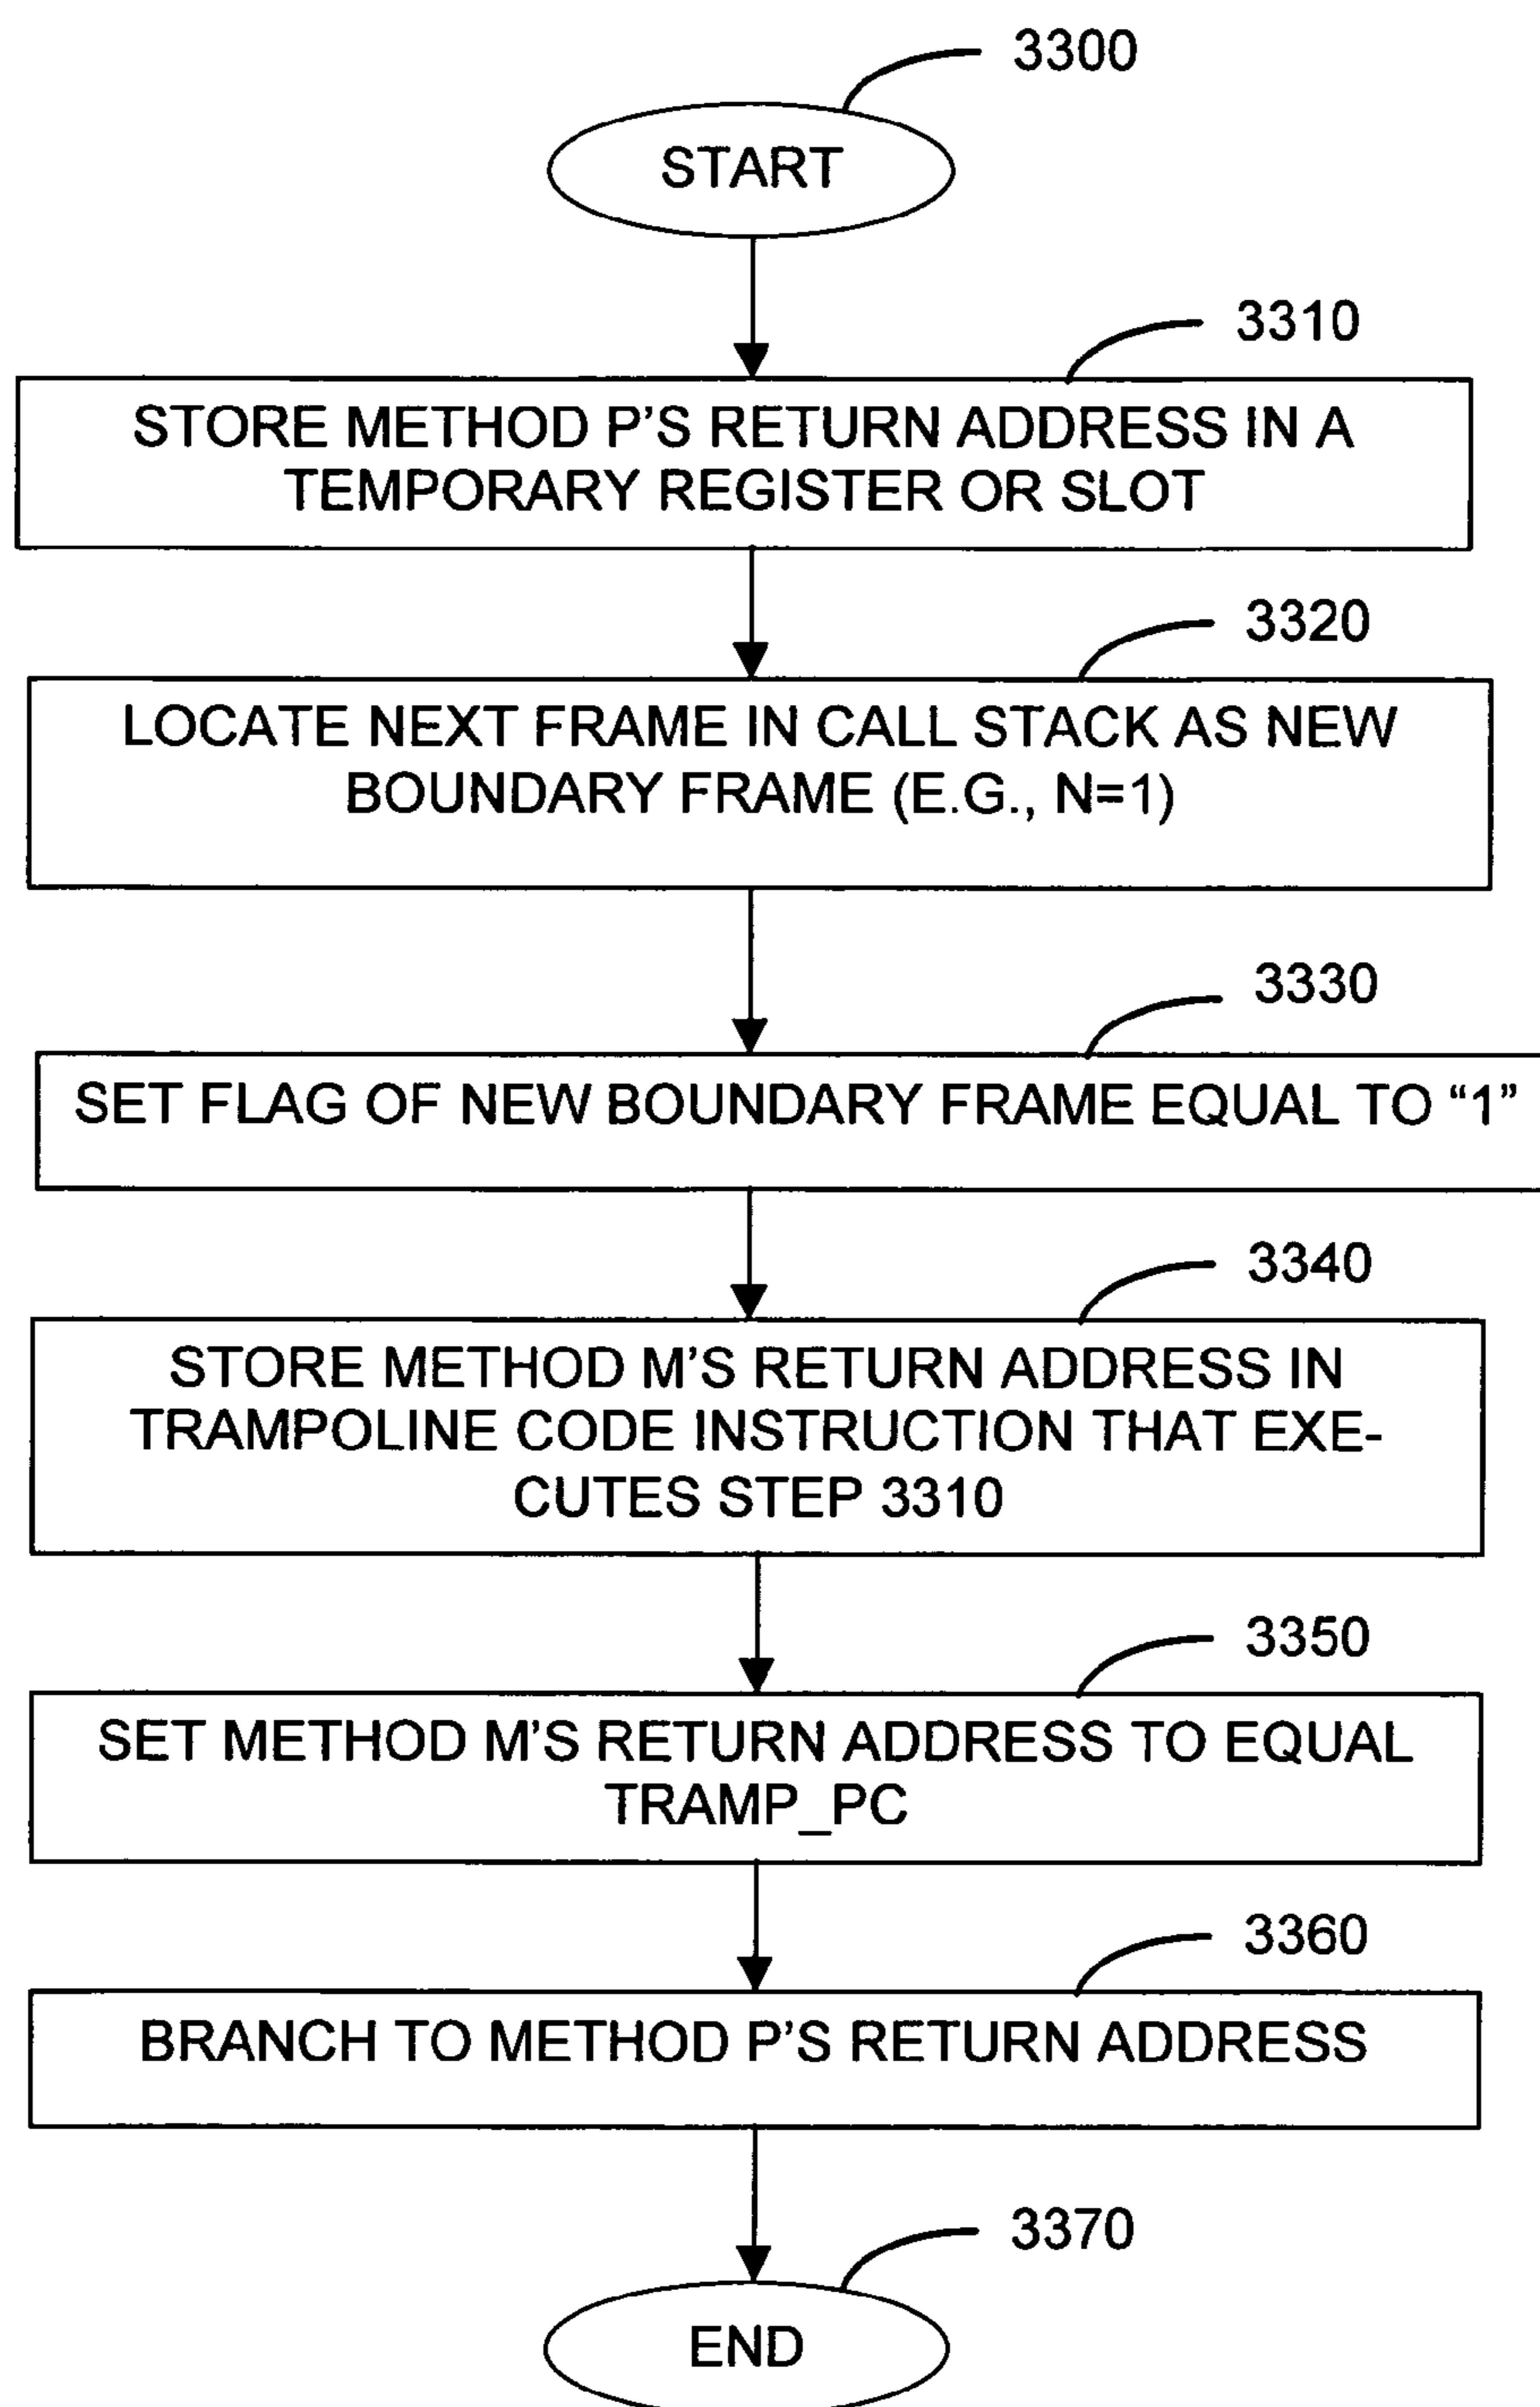 3300
START
3310
STORE METHOD P'S RETURN ADDRESS IN A
TEMPORARY REGISTER OR SLOT
3320
LOCATE NEXT FRAME IN CALL STACK AS NEW
BOUNDARY FRAME (E.G., N=1)
3330
SET FLAG OF NEW BOUNDARY FRAME EQUAL TO “1”
3340
STORE METHOD M'S RETURN ADDRESS IN
TRAMPOLINE CODE INSTRUCTION THAT EXE-
CUTES STEP 3310
3350
SET METHOD M'S RETURN ADDRESS TO EQUAL
TRAMP_PC
3360
BRANCH TO METHOD P'S RETURN ADDRESS
3370
END